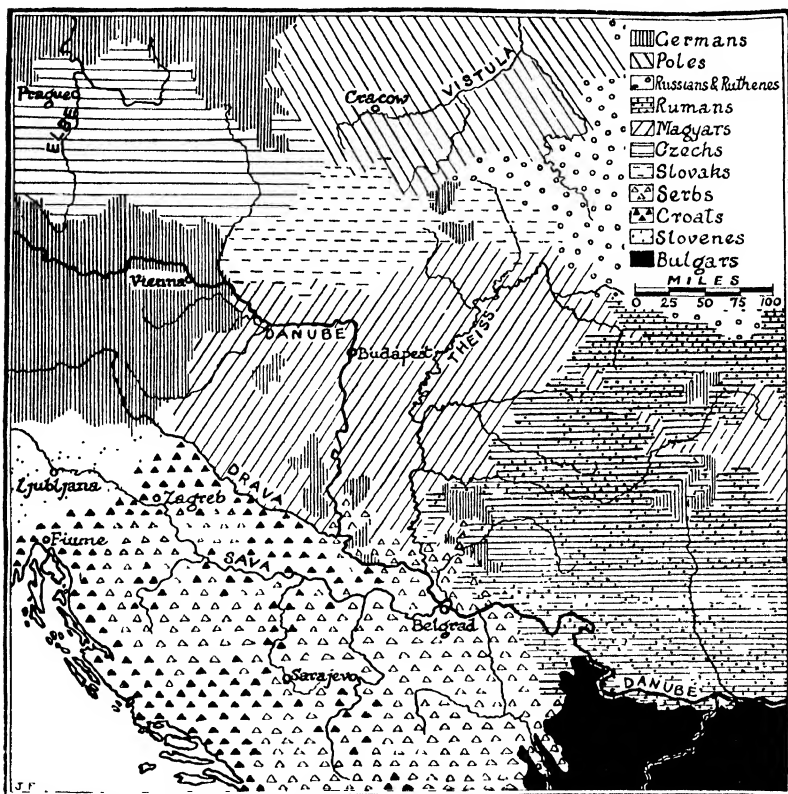 Germans
Poles
Russians & Ruthenes
Rumans
Magyars
Czechs
Slovaks
Serbs
Croats
Slovenes
Bulgars
MILES
0 25 50 75 100
VISTULA
Cracow
Prague
ELBE
Vienna
DANUBE
Budapest
THEISS
DRAVA
Ljubljana
Zagreb
Fiume
SAVA
Belgrad
Sarajevo
DANUBE
J.F.